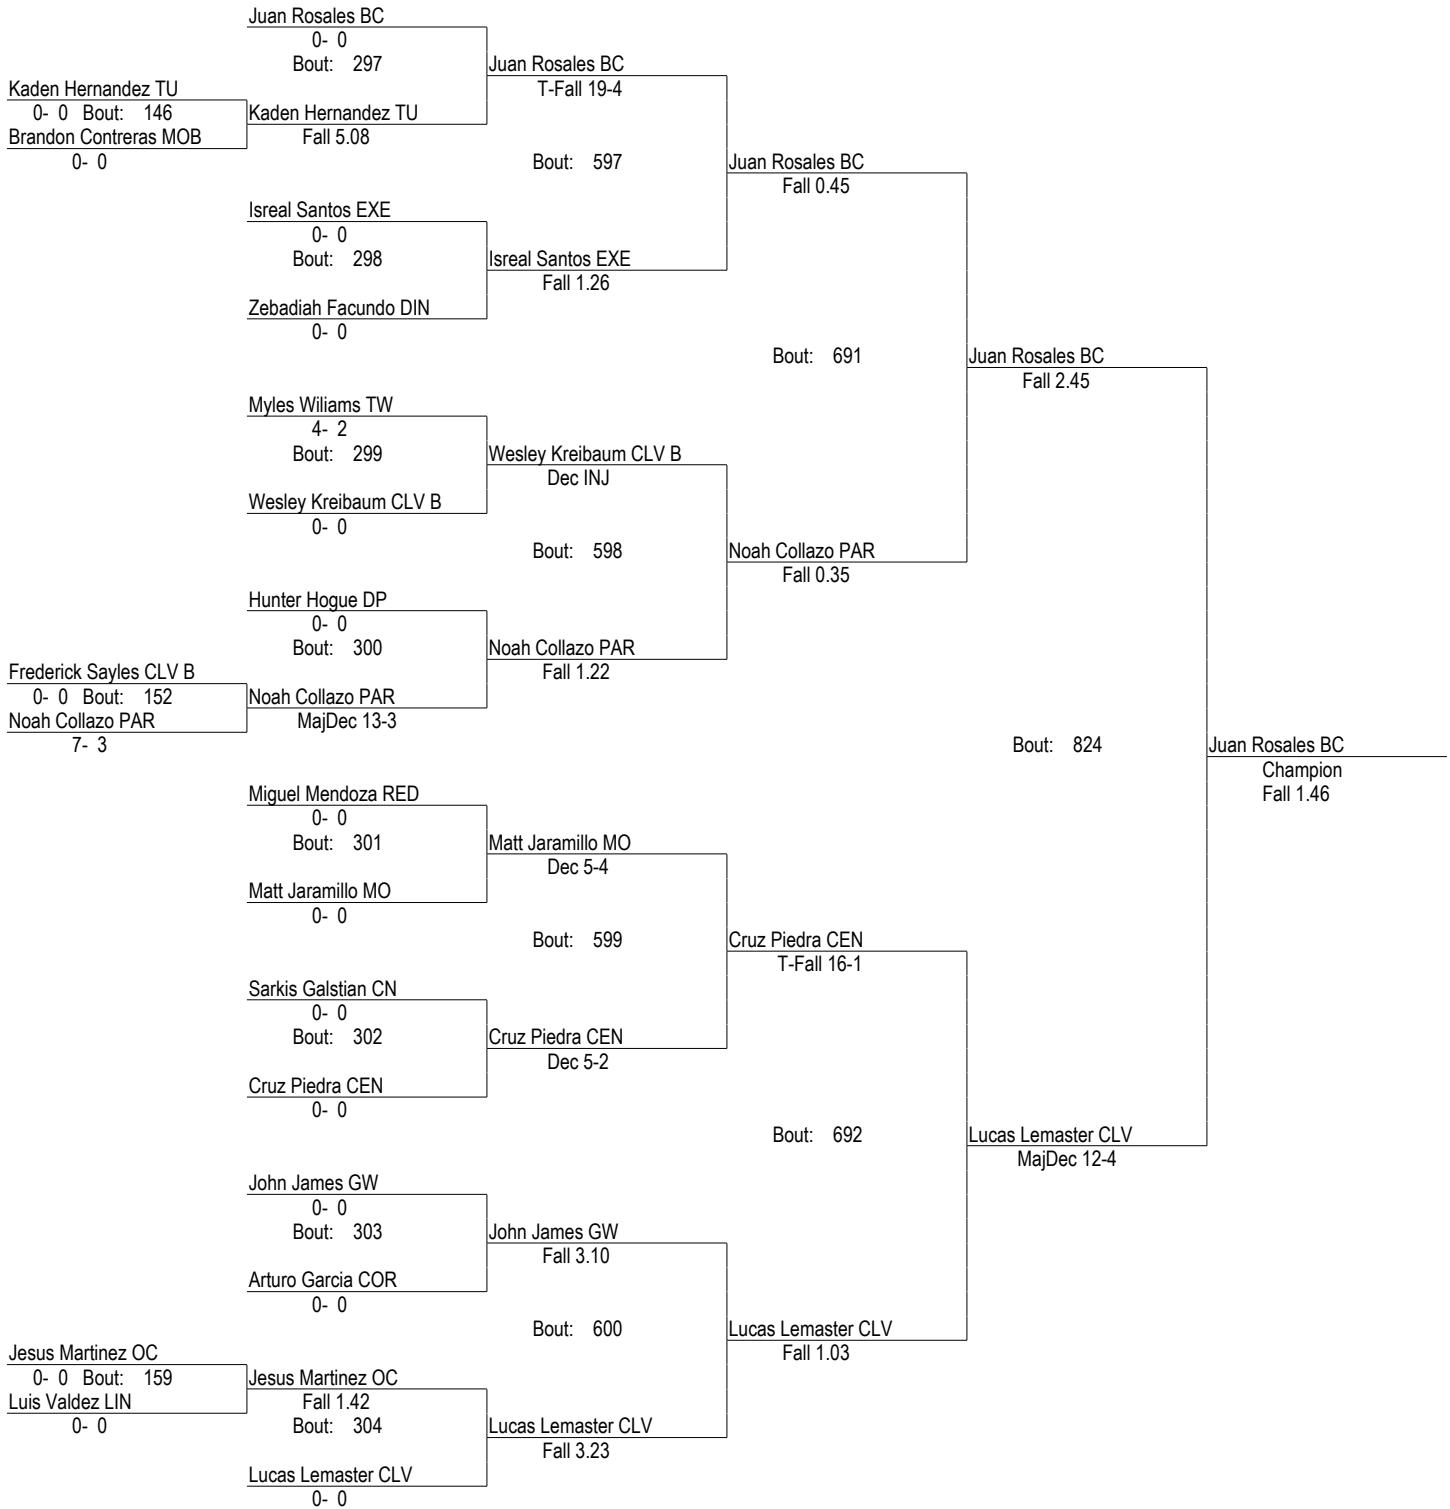 Juan Rosales BC
0- 0
Bout: 297
Juan Rosales BC
Kaden Hernandez TU
T-Fall 19-4
0- 0 Bout: 146
Kaden Hernandez TU
Brandon Contreras MOB
Fall 5.08
0- 0
Bout: 597
Juan Rosales BC
Fall 0.45
Isreal Santos EXE
0- 0
Bout: 298
Isreal Santos EXE
Fall 1.26
Zebadiah Facundo DIN
0- 0
Bout: 691
Juan Rosales BC
Fall 2.45
Myles Wiliams TW
4- 2
Bout: 299
Wesley Kreibaum CLV B
Dec INJ
Wesley Kreibaum CLV B
0- 0
Bout: 598
Noah Collazo PAR
Fall 0.35
Hunter Hogue DP
0- 0
Bout: 300
Noah Collazo PAR
Frederick Sayles CLV B
Fall 1.22
0- 0 Bout: 152
Noah Collazo PAR
Noah Collazo PAR
MajDec 13-3
7- 3
Bout: 824
Juan Rosales BC
Champion
Fall 1.46
Miguel Mendoza RED
0- 0
Bout: 301
Matt Jaramillo MO
Dec 5-4
Matt Jaramillo MO
0- 0
Bout: 599
Cruz Piedra CEN
T-Fall 16-1
Sarkis Galstian CN
0- 0
Bout: 302
Cruz Piedra CEN
Dec 5-2
Cruz Piedra CEN
0- 0
Bout: 692
Lucas Lemaster CLV
MajDec 12-4
John James GW
0- 0
Bout: 303
John James GW
Fall 3.10
Arturo Garcia COR
0- 0
Bout: 600
Lucas Lemaster CLV
Fall 1.03
Jesus Martinez OC
0- 0 Bout: 159
Jesus Martinez OC
Luis Valdez LIN
Fall 1.42
0- 0
Bout: 304
Lucas Lemaster CLV
Fall 3.23
Lucas Lemaster CLV
0- 0